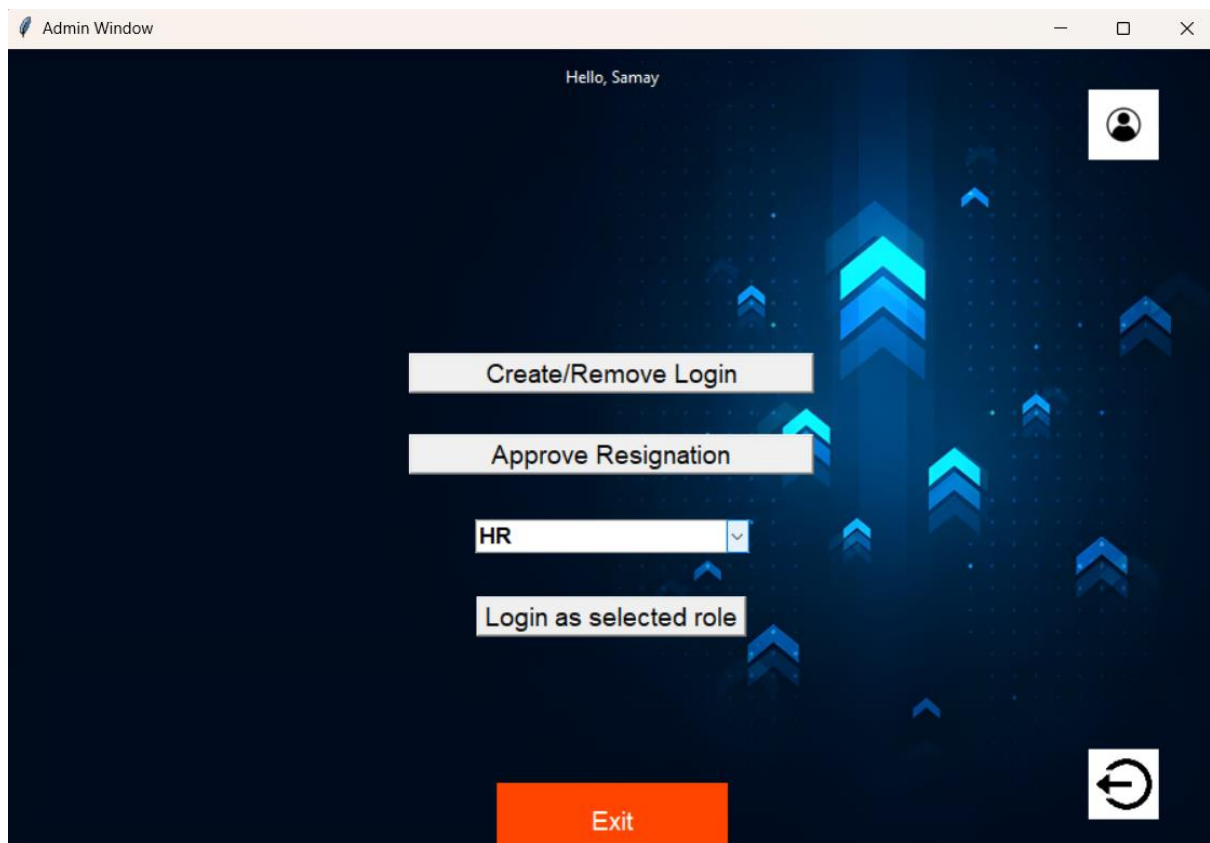 Admin Window
Hello, Samay
Create/Remove Login
Approve Resignation
HR
Login as selected role
Exit